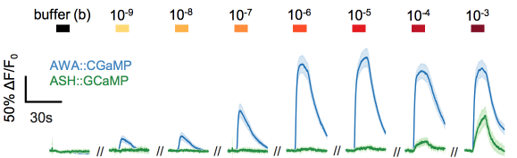 buffer (b) 10⁻⁹ 10⁻⁸ 10⁻⁷ 10⁻⁶ 10⁻⁵ 10⁻⁴ 10⁻³
AWA::CGaMP
ASH::GCaMP
50% ΔF/F₀
30s
// // // // // // //